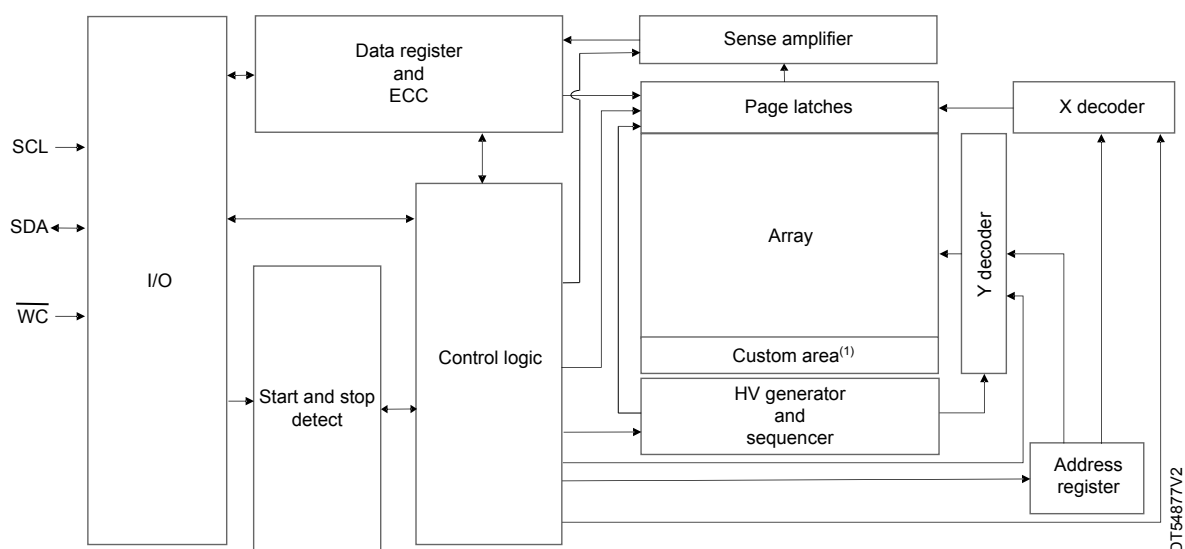 Data register
and
ECC
Sense amplifier
Page latches
X decoder
SCL
SDA
I/O
WC
Array
Y decoder
Custom area(1)
Control logic
Start and stop
detect
HV generator
and
sequencer
Address
register
DT54877V2